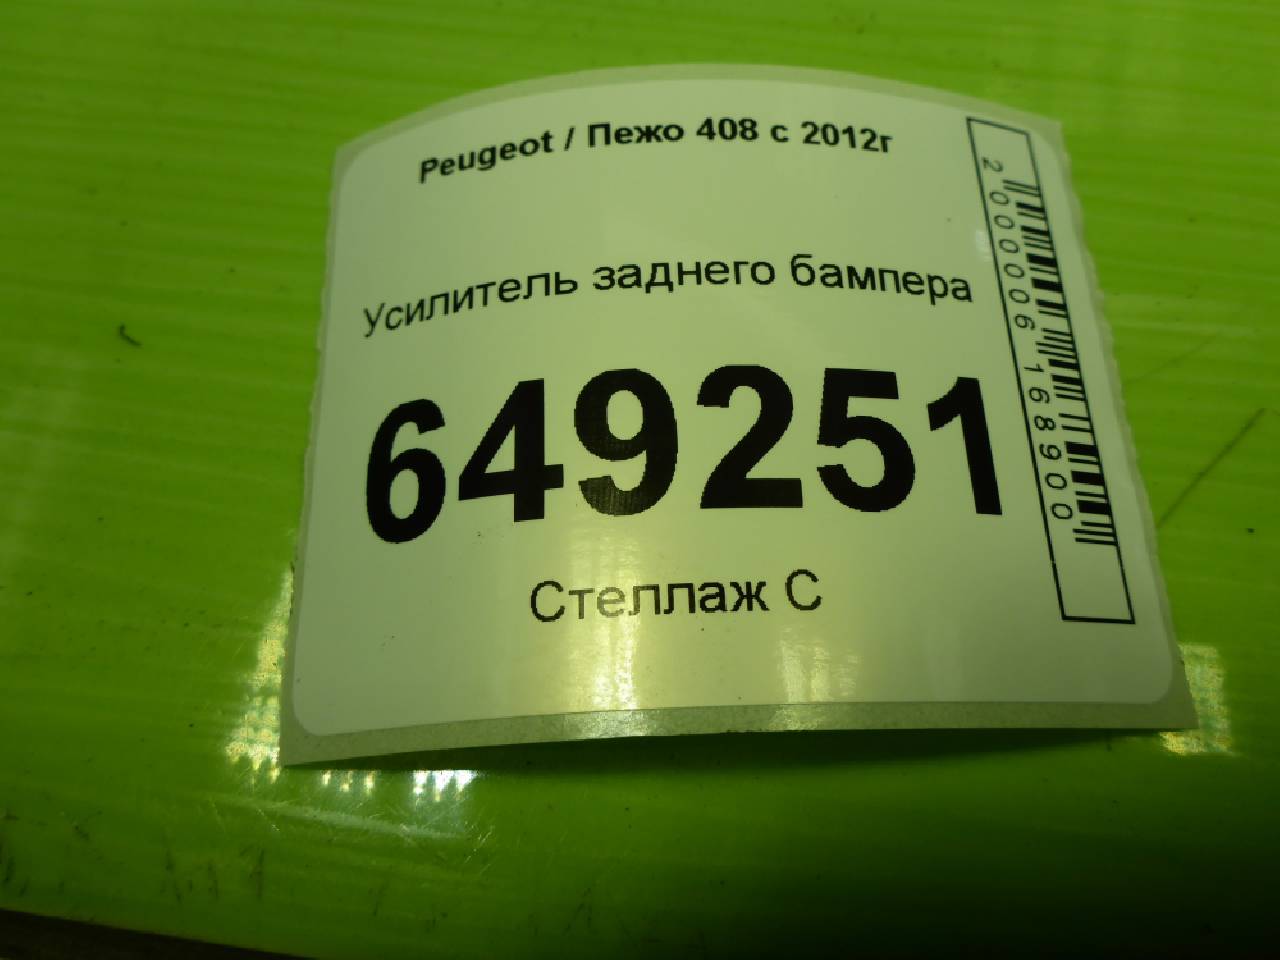 Peugeot / Пежо 408 с 2012г
Усилитель заднего бампера
649251
Стеллаж С
2000006168900